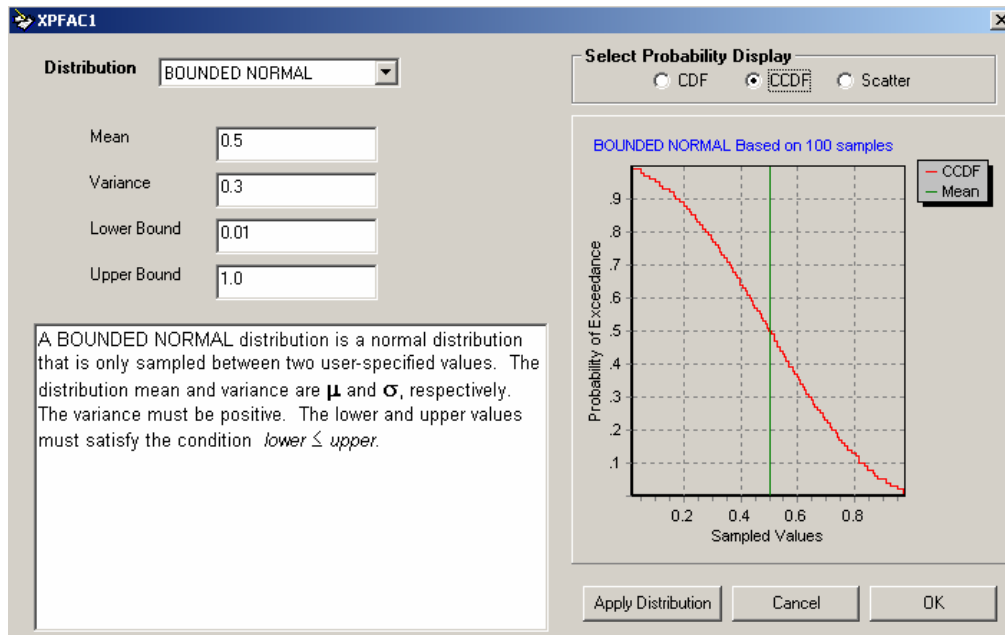 XPFAC1
Distribution
BOUNDED NORMAL
Mean
0.5
Variance
0.3
Lower Bound
0.01
Upper Bound
1.0
A BOUNDED NORMAL distribution is a normal distribution
that is only sampled between two user-specified values. The
distribution mean and variance are μ and σ, respectively.
The variance must be positive. The lower and upper values
must satisfy the condition lower ≤ upper.
Select Probability Display
CDF
CCDF
Scatter
BOUNDED NORMAL Based on 100 samples
CCDF
Mean
Probability of Exceedance
.9
.8
.7
.6
.5
.4
.3
.2
.1
0.2 0.4 0.6 0.8
Sampled Values
Apply Distribution
Cancel
OK